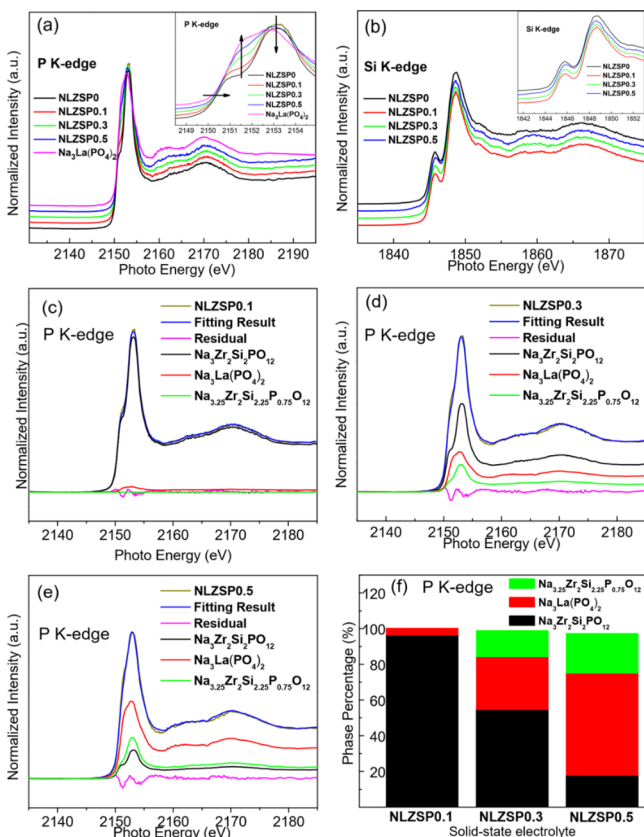 (a)
P K-edge
NLZSP0
NLZSP0.1
NLZSP0.3
NLZSP0.5
Na₃La(PO₄)₂
Normalized Intensity (a.u.)
2140 2150 2160 2170 2180 2190
Photo Energy (eV)
P K-edge
NLZSP0
NLZSP0.1
NLZSP0.3
NLZSP0.5
Na₃La(PO₄)₂
2149 2150 2151 2152 2153 2154
(b)
Si K-edge
NLZSP0
NLZSP0.5
NLZSP0.3
NLZSP0.1
Normalized Intensity (a.u.)
1840 1850 1860 1870
Photo Energy (eV)
Si K-edge
NLZSP0
NLZSP0.5
NLZSP0.3
NLZSP0.1
1842 1844 1846 1848 1850 1852
(c)
P K-edge
NLZSP0.1
Fitting Result
Residual
Na₃Zr₂Si₂PO₁₂
Na₃La(PO₄)₂
Na₃.₂₅Zr₂Si₂.₂₅P₀.₇₅O₁₂
Normalized Intensity (a.u.)
2140 2150 2160 2170 2180
Photo Energy (eV)
(d)
P K-edge
NLZSP0.3
Fitting Result
Residual
Na₃Zr₂Si₂PO₁₂
Na₃La(PO₄)₂
Na₃.₂₅Zr₂Si₂.₂₅P₀.₇₅O₁₂
Normalized Intensity (a.u.)
2140 2150 2160 2170 2180
Photo Energy (eV)
(e)
P K-edge
NLZSP0.5
Fitting Result
Residual
Na₃Zr₂Si₂PO₁₂
Na₃La(PO₄)₂
Na₃.₂₅Zr₂Si₂.₂₅P₀.₇₅O₁₂
Normalized Intensity (a.u.)
2140 2150 2160 2170 2180
Photo Energy (eV)
(f) P K-edge
Na₃.₂₅Zr₂Si₂.₂₅P₀.₇₅O₁₂
Na₃La(PO₄)₂
Na₃Zr₂Si₂PO₁₂
Phase Percentage (%)
120
100
80
60
40
20
NLZSP0.1 NLZSP0.3 NLZSP0.5
Solid-state electrolyte